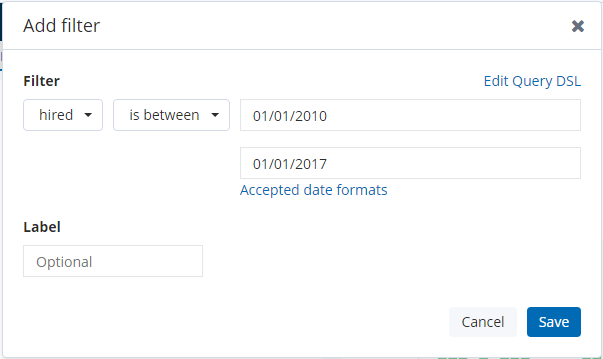 Add filter ✖
Filter Edit Query DSL
hired is between 01/01/2010
01/01/2017
Accepted date formats
Label
Optional
Cancel Save